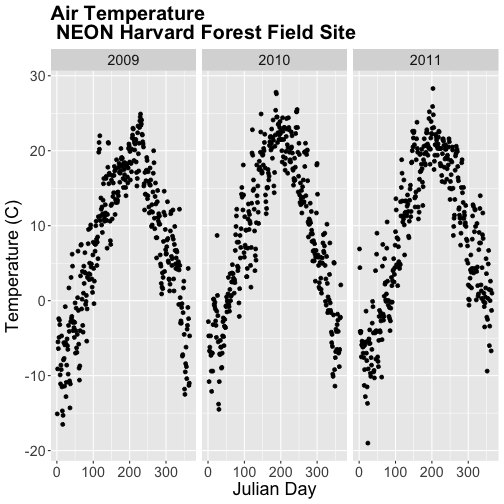 Air Temperature
NEON Harvard Forest Field Site
2009 2010 2011
30
20
10
0
-10
-20
Temperature (C)
0 100 200 300 0 100 200 300 0 100 200 300
Julian Day